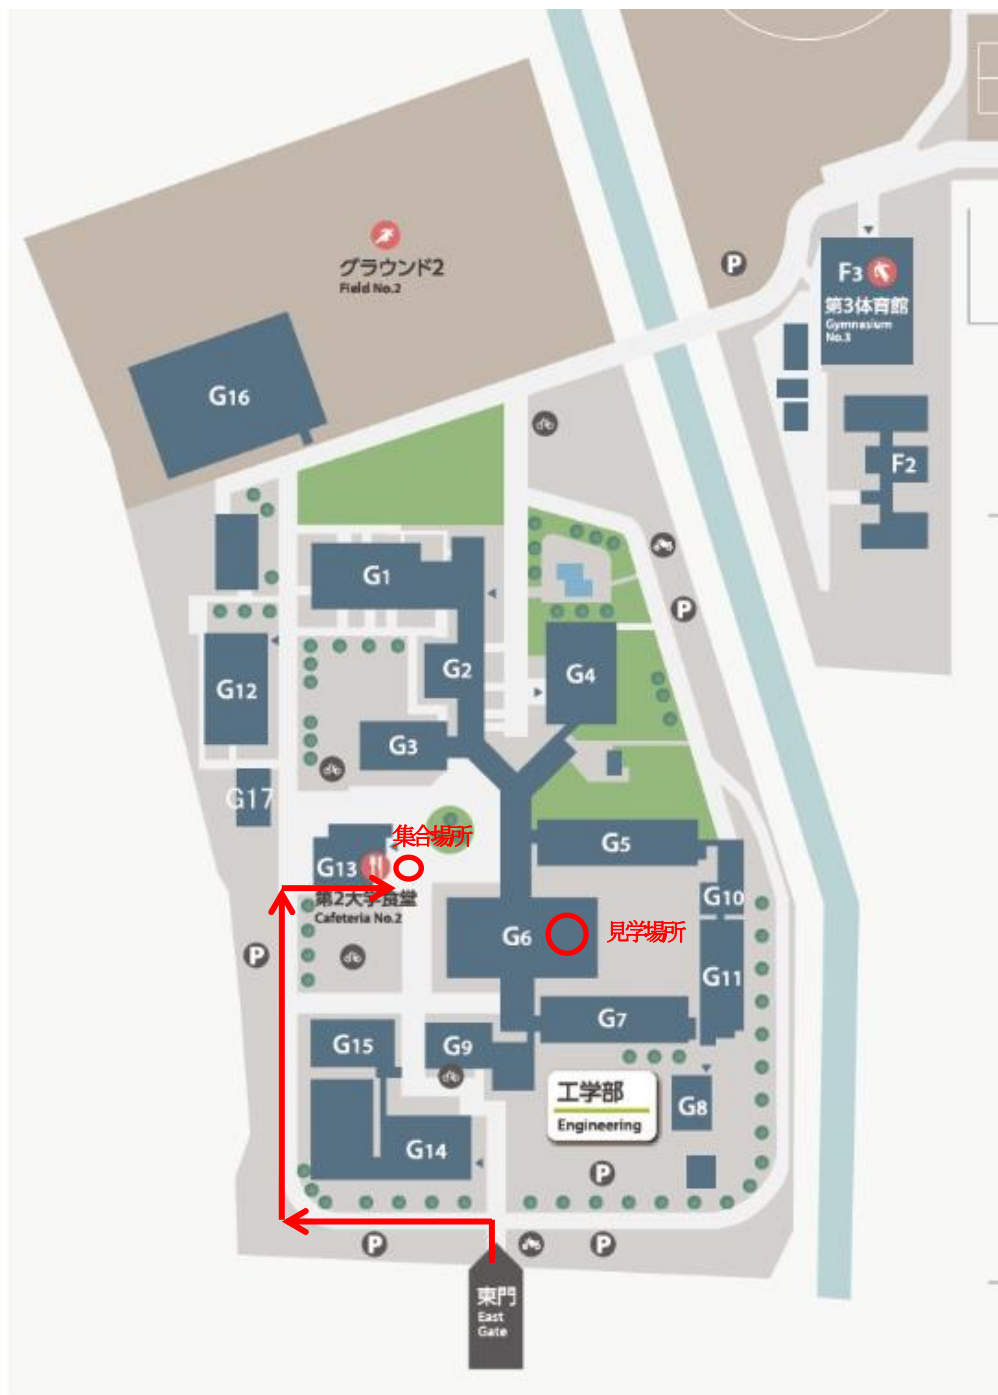 グラウンド2
Field No.2
P
F3
第3体育館
Gymnasium
No.3
G16
F2
G1
P
G2
G4
G12
G3
G17
集合場所
G5
G13
第2大学食堂
Cafeteria No.2
G10
G6
見学場所
P
G11
G7
G15
G9
工学部
Engineering
G8
G14
P
P
P
東門
East
Gate